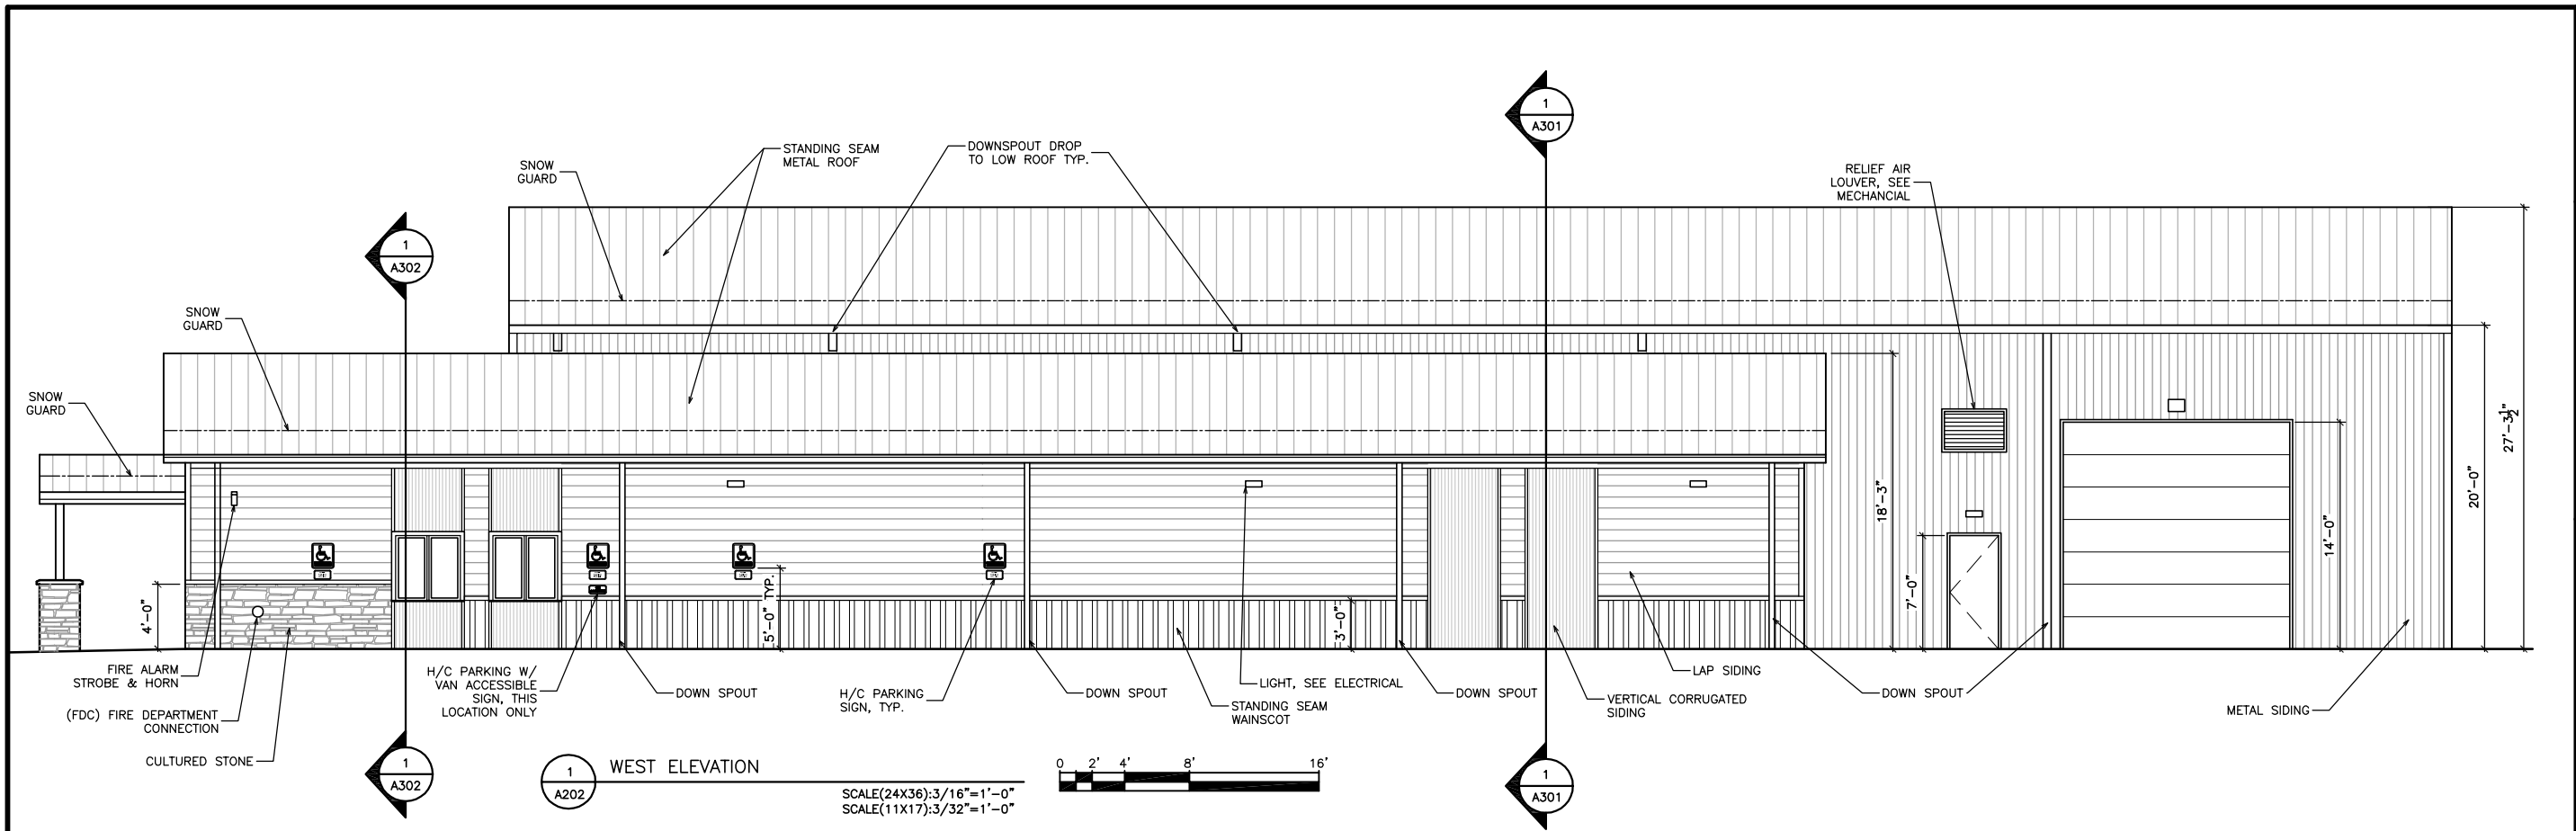 1
A301
STANDING SEAM
METAL ROOF
DOWNSPOUT DROP
TO LOW ROOF TYP.
SNOW
GUARD
RELIEF AIR
LOUVER, SEE
MECHANCIAL
1
A302
SNOW
GUARD
SNOW
GUARD
27'-3½"
20'-0"
18'-3"
14'-0"
7'-0"
4'-0"
5'-0" TYP.
3'-0"
FIRE ALARM
STROBE & HORN
(FDC) FIRE DEPARTMENT
CONNECTION
CULTURED STONE
H/C PARKING W/
VAN ACCESSIBLE
SIGN, THIS
LOCATION ONLY
DOWN SPOUT
H/C PARKING
SIGN, TYP.
DOWN SPOUT
LIGHT, SEE ELECTRICAL
STANDING SEAM
WAINSCOT
DOWN SPOUT
VERTICAL CORRUGATED
SIDING
LAP SIDING
DOWN SPOUT
METAL SIDING
1
A302
1
A202
WEST ELEVATION
SCALE(24X36):3/16"=1'-0"
SCALE(11X17):3/32"=1'-0"
0 2' 4' 8' 16'
1
A301